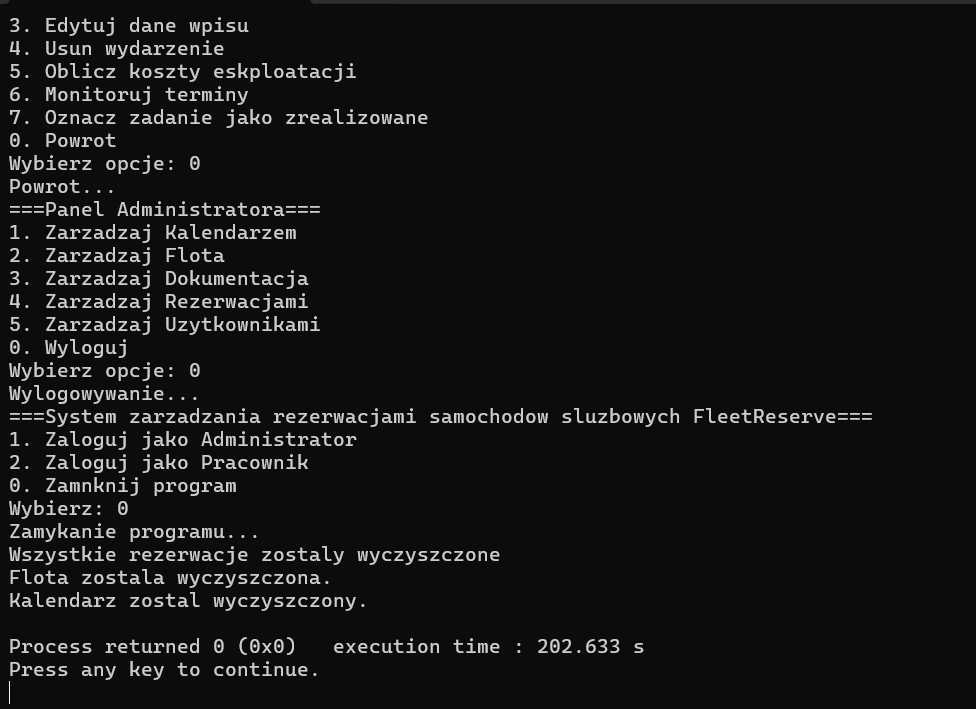 3. Edytuj dane wpisu
4. Usun wydarzenie
5. Oblicz koszty eskploatacji
6. Monitoruj terminy
7. Oznacz zadanie jako zrealizowane
0. Powrot
Wybierz opcje: 0
Powrot...
===Panel Administratora===
1. Zarzadzaj Kalendarzem
2. Zarzadzaj Flota
3. Zarzadzaj Dokumentacja
4. Zarzadzaj Rezerwacjami
5. Zarzadzaj Uzytkownikami
0. Wyloguj
Wybierz opcje: 0
Wylogowywanie...
===System zarzadzania rezerwacjami samochodow sluzbowych FleetReserve===
1. Zaloguj jako Administrator
2. Zaloguj jako Pracownik
0. Zamnknij program
Wybierz: 0
Zamykanie programu...
Wszystkie rezerwacje zostaly wyczyszczone
Flota zostala wyczyszczona.
Kalendarz zostal wyczyszczony.
Process returned 0 (0x0)   execution time : 202.633 s
Press any key to continue.